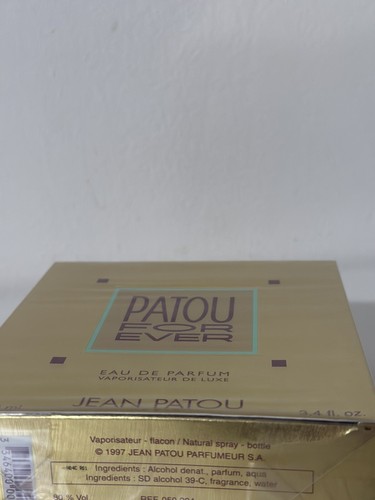 PATOU
FOR
EVER
EAU DE PARFUM
VAPORISATEUR DE LUXE
JEAN PATOU
3.4 fl. oz.
Vaporisateur - flacon / Natural spray - bottle
© 1997 JEAN PATOU PARFUMEUR S.A.
Ingredients : Alcohol denat., parfum, aqua
Ingredients : SD alcohol 39-C, fragrance, water
% Vol
REF